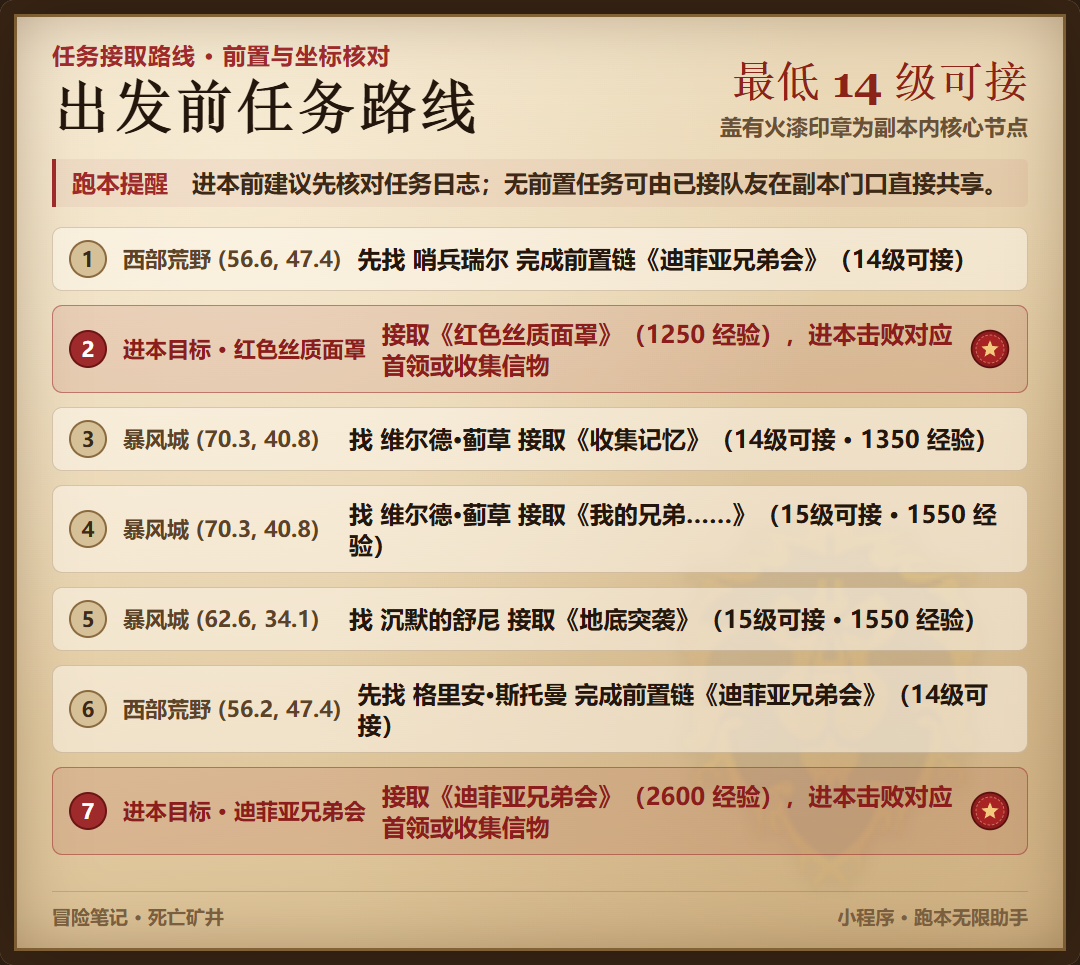 任务接取路线 • 前置与坐标核对
出发前任务路线
最低 14 级可接
盖有火漆印章为副本内核心节点
跑本提醒 进本前建议先核对任务日志；无前置任务可由已接队友在副本门口直接共享。
1 西部荒野 (56.6, 47.4) 先找 哨兵瑞尔 完成前置链《迪菲亚兄弟会》（14级可接）
2 进本目标 • 红色丝质面罩 接取《红色丝质面罩》（1250 经验），进本击败对应
首领或收集信物
3 暴风城 (70.3, 40.8) 找 维尔德•蓟草 接取《收集记忆》（14级可接 • 1350 经验）
4 暴风城 (70.3, 40.8) 找 维尔德•蓟草 接取《我的兄弟……》（15级可接 • 1550 经
验）
5 暴风城 (62.6, 34.1) 找 沉默的舒尼 接取《地底突袭》（15级可接 • 1550 经验）
6 西部荒野 (56.2, 47.4) 先找 格里安•斯托曼 完成前置链《迪菲亚兄弟会》（14级可
接）
7 进本目标 • 迪菲亚兄弟会 接取《迪菲亚兄弟会》（2600 经验），进本击败对应
首领或收集信物
冒险笔记 • 死亡矿井
小程序 • 跑本无限助手